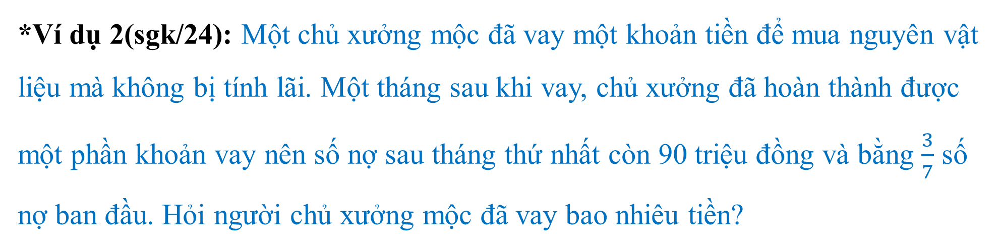 *Ví dụ 2(sgk/24): Một chủ xưởng mộc đã vay một khoản tiền để mua nguyên vật
liệu mà không bị tính lãi. Một tháng sau khi vay, chủ xưởng đã hoàn thành được
một phần khoản vay nên số nợ sau tháng thứ nhất còn 90 triệu đồng và bằng 3/7 số
nợ ban đầu. Hỏi người chủ xưởng mộc đã vay bao nhiêu tiền?